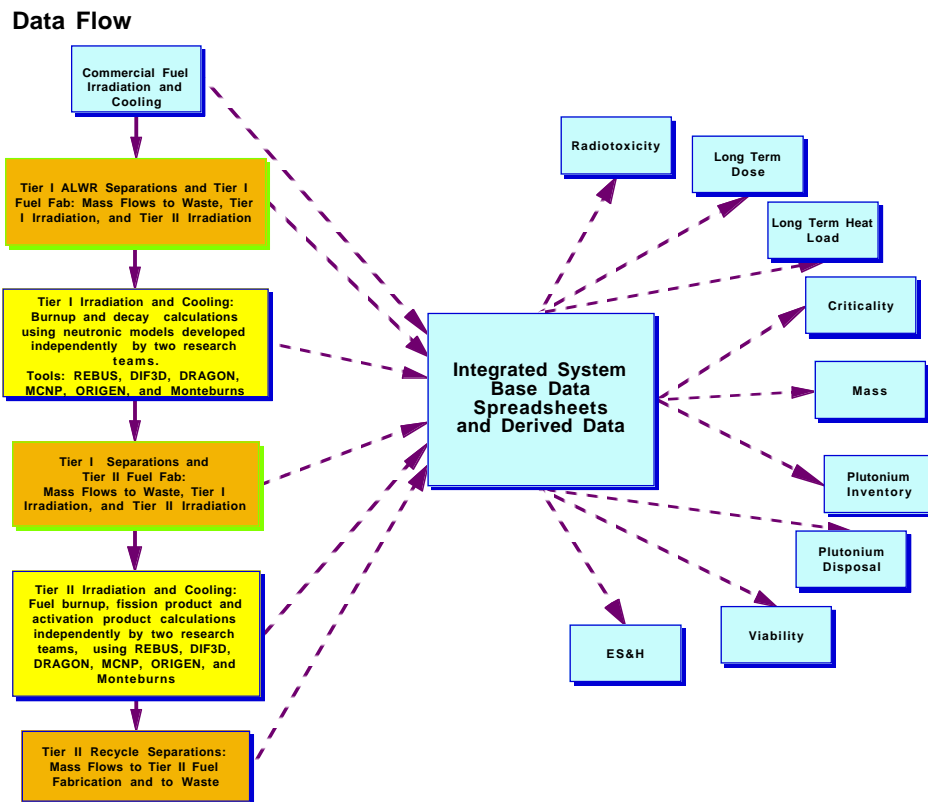 Data Flow
Commercial Fuel
Irradiation and
Cooling
Tier I ALWR Separations and Tier I
Fuel Fab: Mass Flows to Waste, Tier
I Irradiation, and Tier II Irradiation
Tier I Irradiation and Cooling:
Burnup and decay calculations
using neutronic models developed
independently by two research
teams.
Tools: REBUS, DIF3D, DRAGON,
MCNP, ORIGEN, and Monteburns
Tier I Separations and
Tier II Fuel Fab:
Mass Flows to Waste, Tier I
Irradiation, and Tier II Irradiation
Tier II Irradiation and Cooling:
Fuel burnup, fission product and
activation product calculations
independently by two research
teams, using REBUS, DIF3D,
DRAGON, MCNP, ORIGEN, and
Monteburns
Tier II Recycle Separations:
Mass Flows to Tier II Fuel
Fabrication and to Waste
Integrated System
Base Data
Spreadsheets
and Derived Data
Radiotoxicity
Long Term
Dose
Long Term Heat
Load
Criticality
Mass
Plutonium
Inventory
Plutonium
Disposal
Viability
ES&H